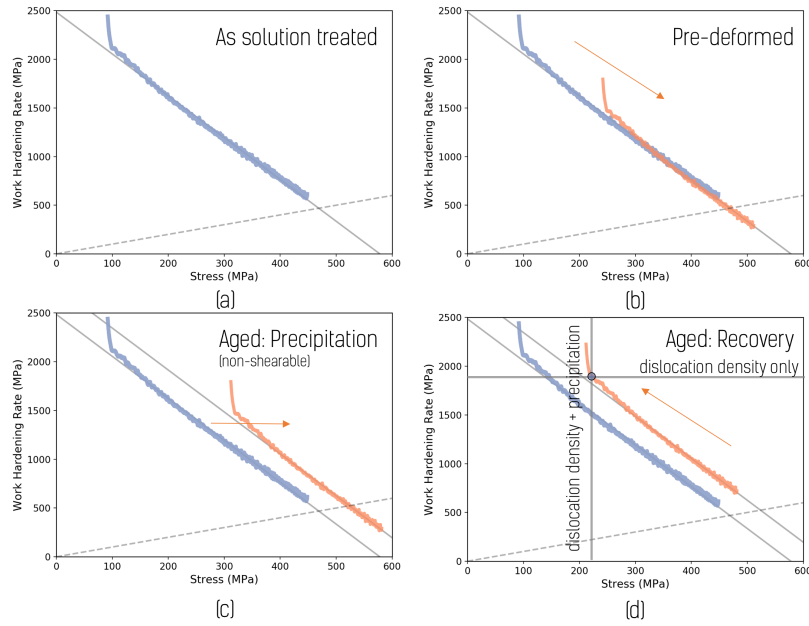 As solution treated
Work Hardening Rate (MPa)
2500
2000
1500
1000
500
0
0 100 200 300 400 500 600
Stress (MPa)
(a)
Pre-deformed
Work Hardening Rate (MPa)
2500
2000
1500
1000
500
0
0 100 200 300 400 500 600
Stress (MPa)
(b)
Aged: Precipitation
(non-shearable)
Work Hardening Rate (MPa)
2500
2000
1500
1000
500
0
0 100 200 300 400 500 600
Stress (MPa)
(c)
Aged: Recovery
dislocation density only
dislocation density + precipitation
Work Hardening Rate (MPa)
2500
2000
1500
1000
500
0
0 100 200 300 400 500 600
Stress (MPa)
(d)